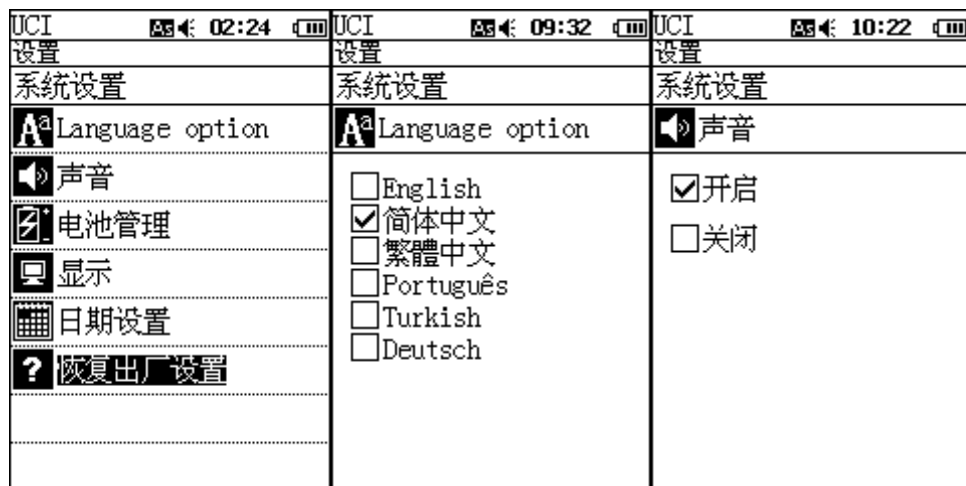 UCI As 02:24
设置
系统设置
Language option
声音
电池管理
显示
日期设置
恢复出厂设置
UCI As 09:32
设置
系统设置
Language option
English
简体中文
繁體中文
Português
Turkish
Deutsch
UCI As 10:22
设置
系统设置
声音
开启
关闭